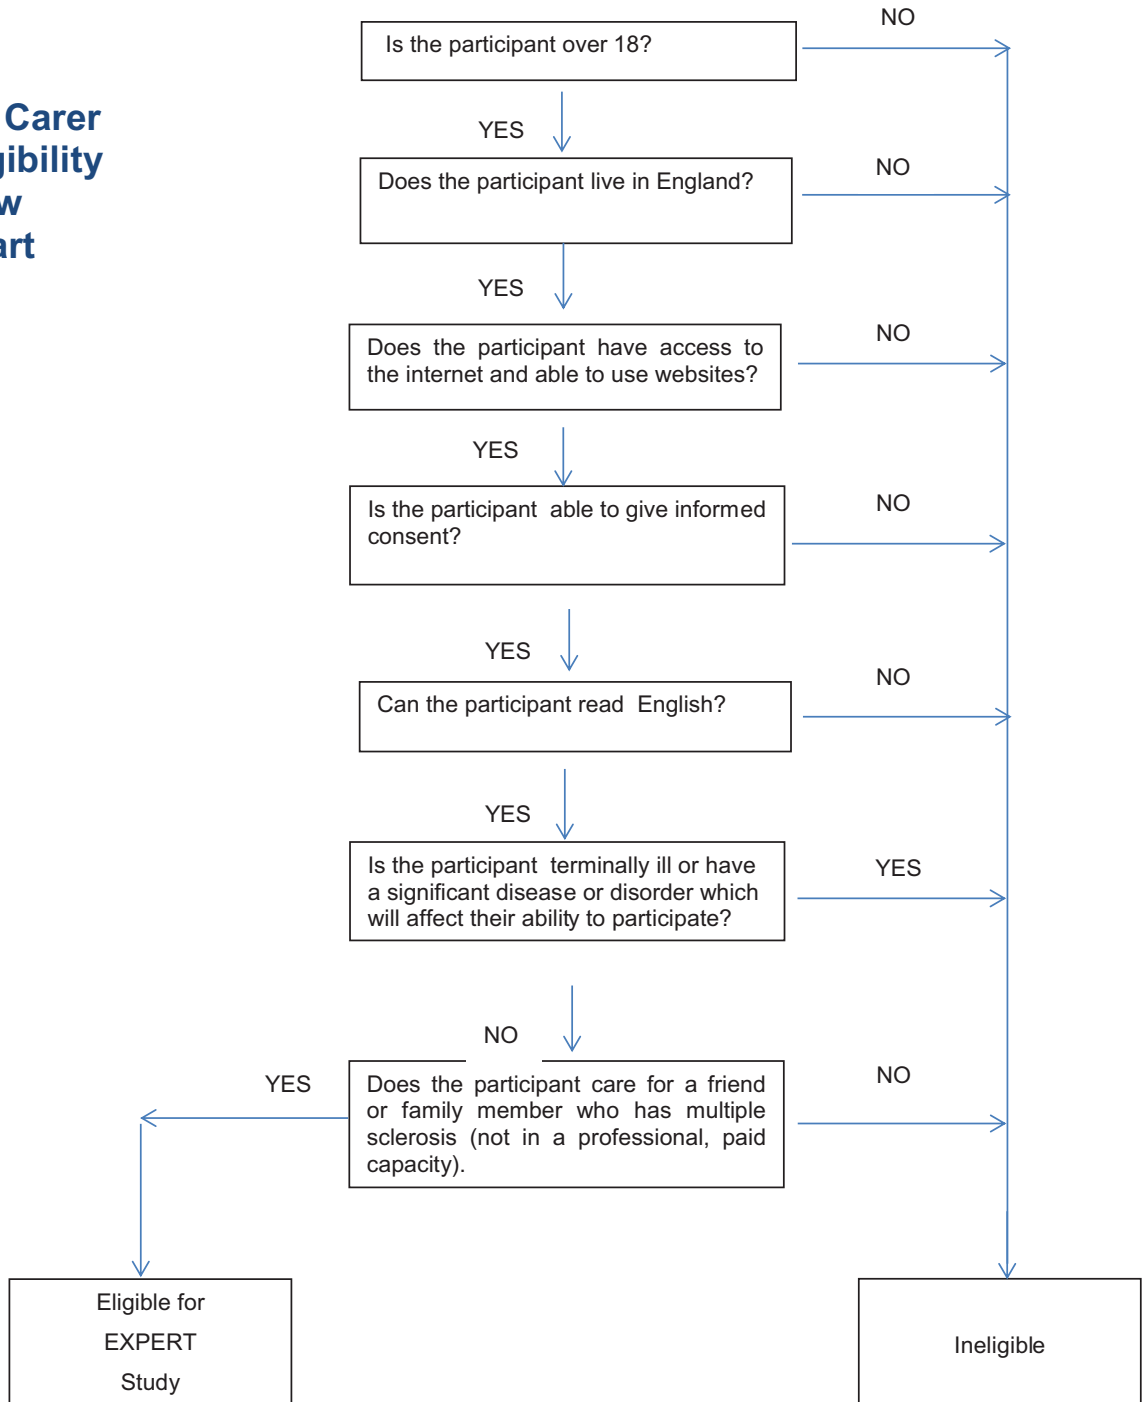 Carer
gibility
w
art
Is the participant over 18?
NO
YES
Does the participant live in England?
NO
YES
Does the participant have access to
the internet and able to use websites?
NO
YES
Is the participant able to give informed
consent?
NO
YES
Can the participant read English?
NO
YES
Is the participant terminally ill or have
a significant disease or disorder which
will affect their ability to participate?
YES
NO
YES
Does the participant care for a friend
or family member who has multiple
sclerosis (not in a professional, paid
capacity).
NO
Eligible for
EXPERT
Study
Ineligible